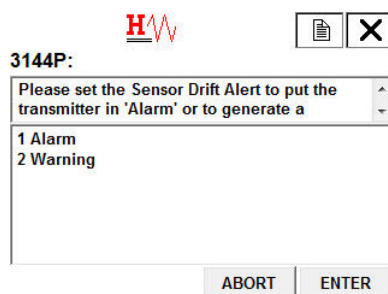 H
3144P:
Please set the Sensor Drift Alert to put the
transmitter in 'Alarm' or to generate a
1 Alarm
2 Warning
ABORT ENTER